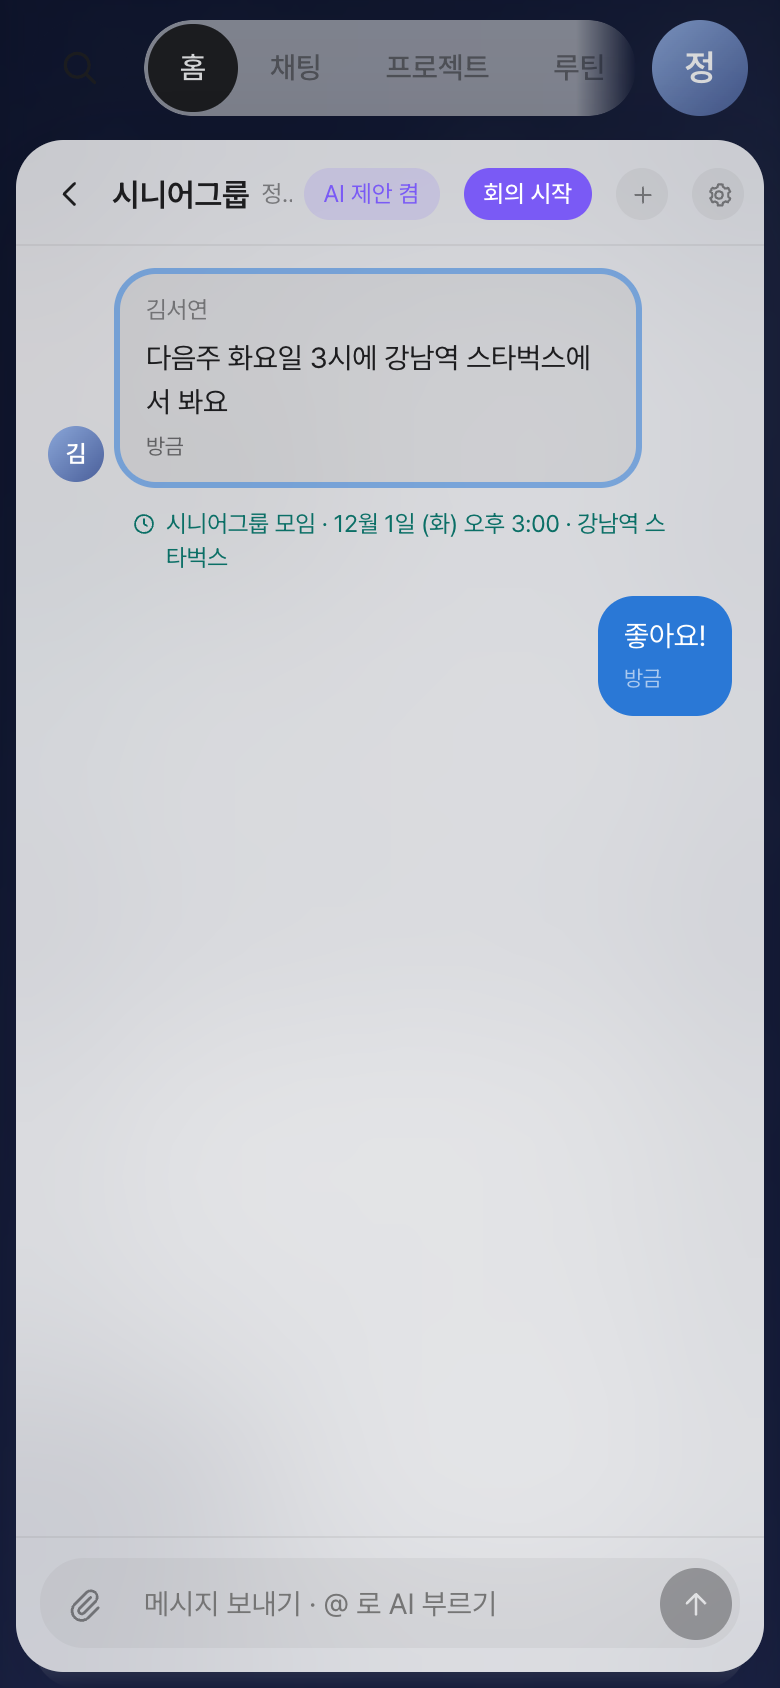 홈 채팅 프로젝트 루틴 정
시니어그룹 정.. AI 제안 켬 회의 시작
김서연
다음주 화요일 3시에 강남역 스타벅스에
서 봐요
방금
김
시니어그룹 모임 · 12월 1일 (화) 오후 3:00 · 강남역 스
타벅스
좋아요!
방금
메시지 보내기 · @ 로 AI 부르기